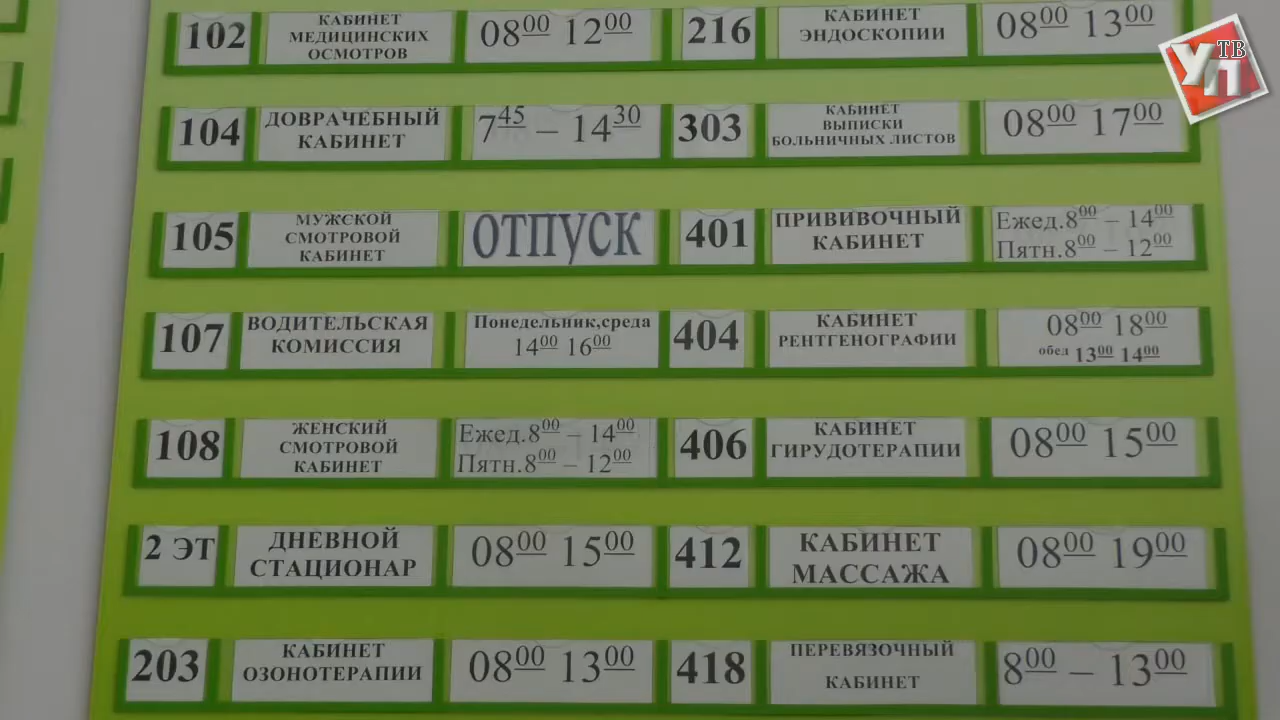 102
КАБИНЕТ
МЕДИЦИНСКИХ
ОСМОТРОВ
08⁰⁰ 12⁰⁰
216
КАБИНЕТ
ЭНДОСКОПИИ
08⁰⁰ 13⁰⁰
104
ДОВРАЧЕБНЫЙ
КАБИНЕТ
7⁴⁵ – 14³⁰
303
КАБИНЕТ
ВЫПИСКИ
БОЛЬНИЧНЫХ ЛИСТОВ
08⁰⁰ 17⁰⁰
105
МУЖСКОЙ
СМОТРОВОЙ
КАБИНЕТ
ОТПУСК
401
ПРИВИВОЧНЫЙ
КАБИНЕТ
Ежед.8⁰⁰ – 14⁰⁰
Пятн.8⁰⁰ – 12⁰⁰
107
ВОДИТЕЛЬСКАЯ
КОМИССИЯ
Понедельник,среда
14⁰⁰ 16⁰⁰
404
КАБИНЕТ
РЕНТГЕНОГРАФИИ
08⁰⁰ 18⁰⁰
обед 13⁰⁰ 14⁰⁰
108
ЖЕНСКИЙ
СМОТРОВОЙ
КАБИНЕТ
Ежед.8⁰⁰ – 14⁰⁰
Пятн.8⁰⁰ – 12⁰⁰
406
КАБИНЕТ
ГИРУДОТЕРАПИИ
08⁰⁰ 15⁰⁰
2 ЭТ
ДНЕВНОЙ
СТАЦИОНАР
08⁰⁰ 15⁰⁰
412
КАБИНЕТ
МАССАЖА
08⁰⁰ 19⁰⁰
203
КАБИНЕТ
ОЗОНОТЕРАПИИ
08⁰⁰ 13⁰⁰
418
ПЕРЕВЯЗОЧНЫЙ
КАБИНЕТ
8⁰⁰ – 13⁰⁰
УП ТВ